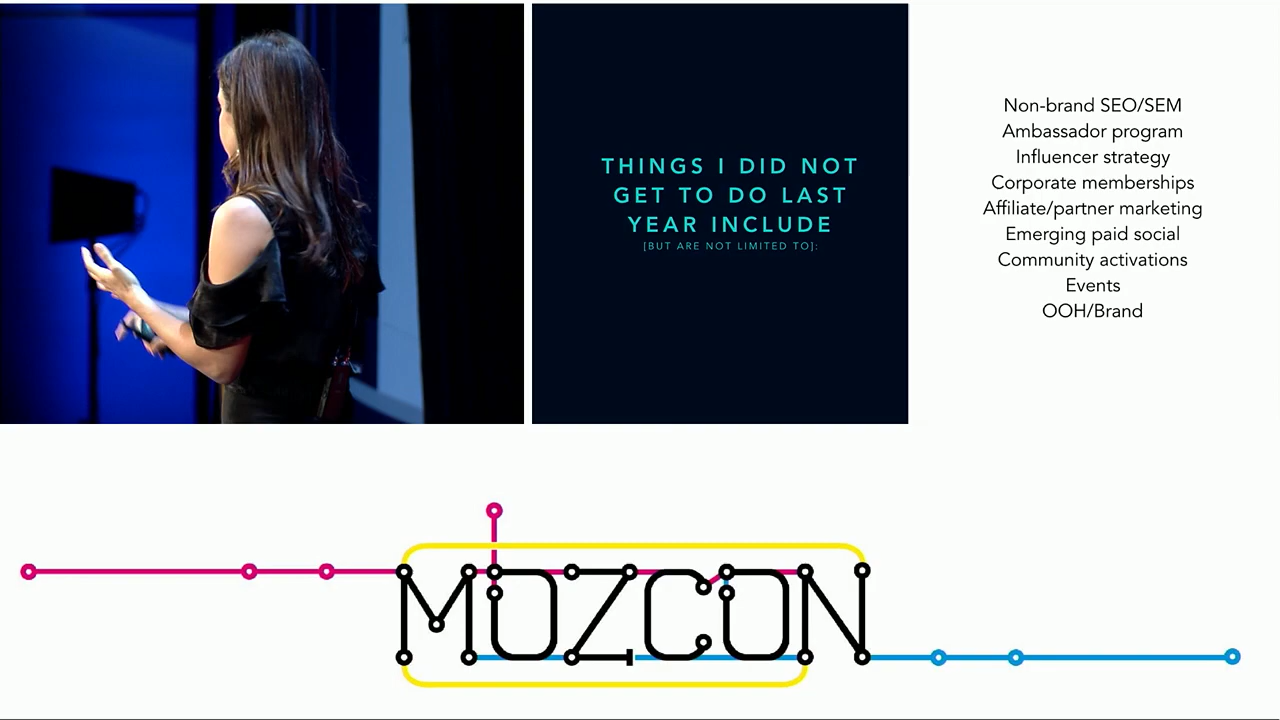 THINGS I DID NOT
GET TO DO LAST
YEAR INCLUDE
[BUT ARE NOT LIMITED TO]:
Non-brand SEO/SEM
Ambassador program
Influencer strategy
Corporate memberships
Affiliate/partner marketing
Emerging paid social
Community activations
Events
OOH/Brand
MOZCON